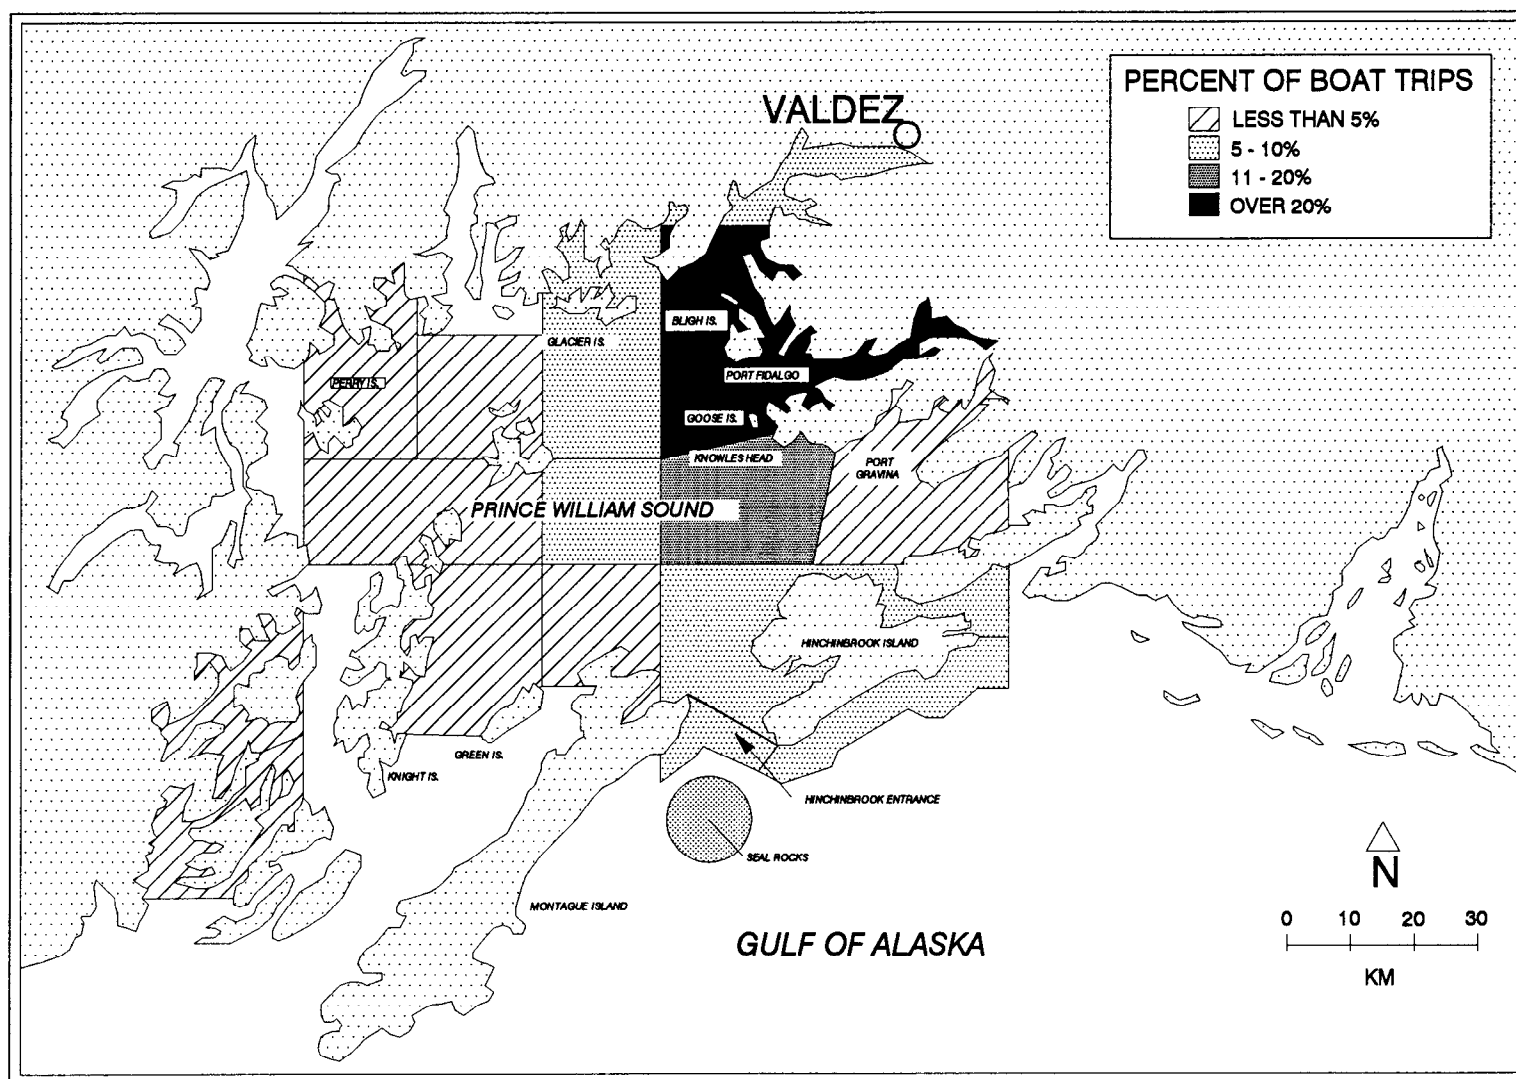 PERCENT OF BOAT TRIPS
LESS THAN 5%
5 - 10%
11 - 20%
OVER 20%
VALDEZ
BLIGH IS.
GLACIER IS.
PORT FIDALGO
PERRY IS.
GOOSE IS.
KNOWLES HEAD
PORT
GRAVINA
PRINCE WILLIAM SOUND
HINCHINBROOK ISLAND
GREEN IS.
KNIGHT IS.
HINCHINBROOK ENTRANCE
SEAL ROCKS
MONTAGUE ISLAND
GULF OF ALASKA
N
0 10 20 30
KM